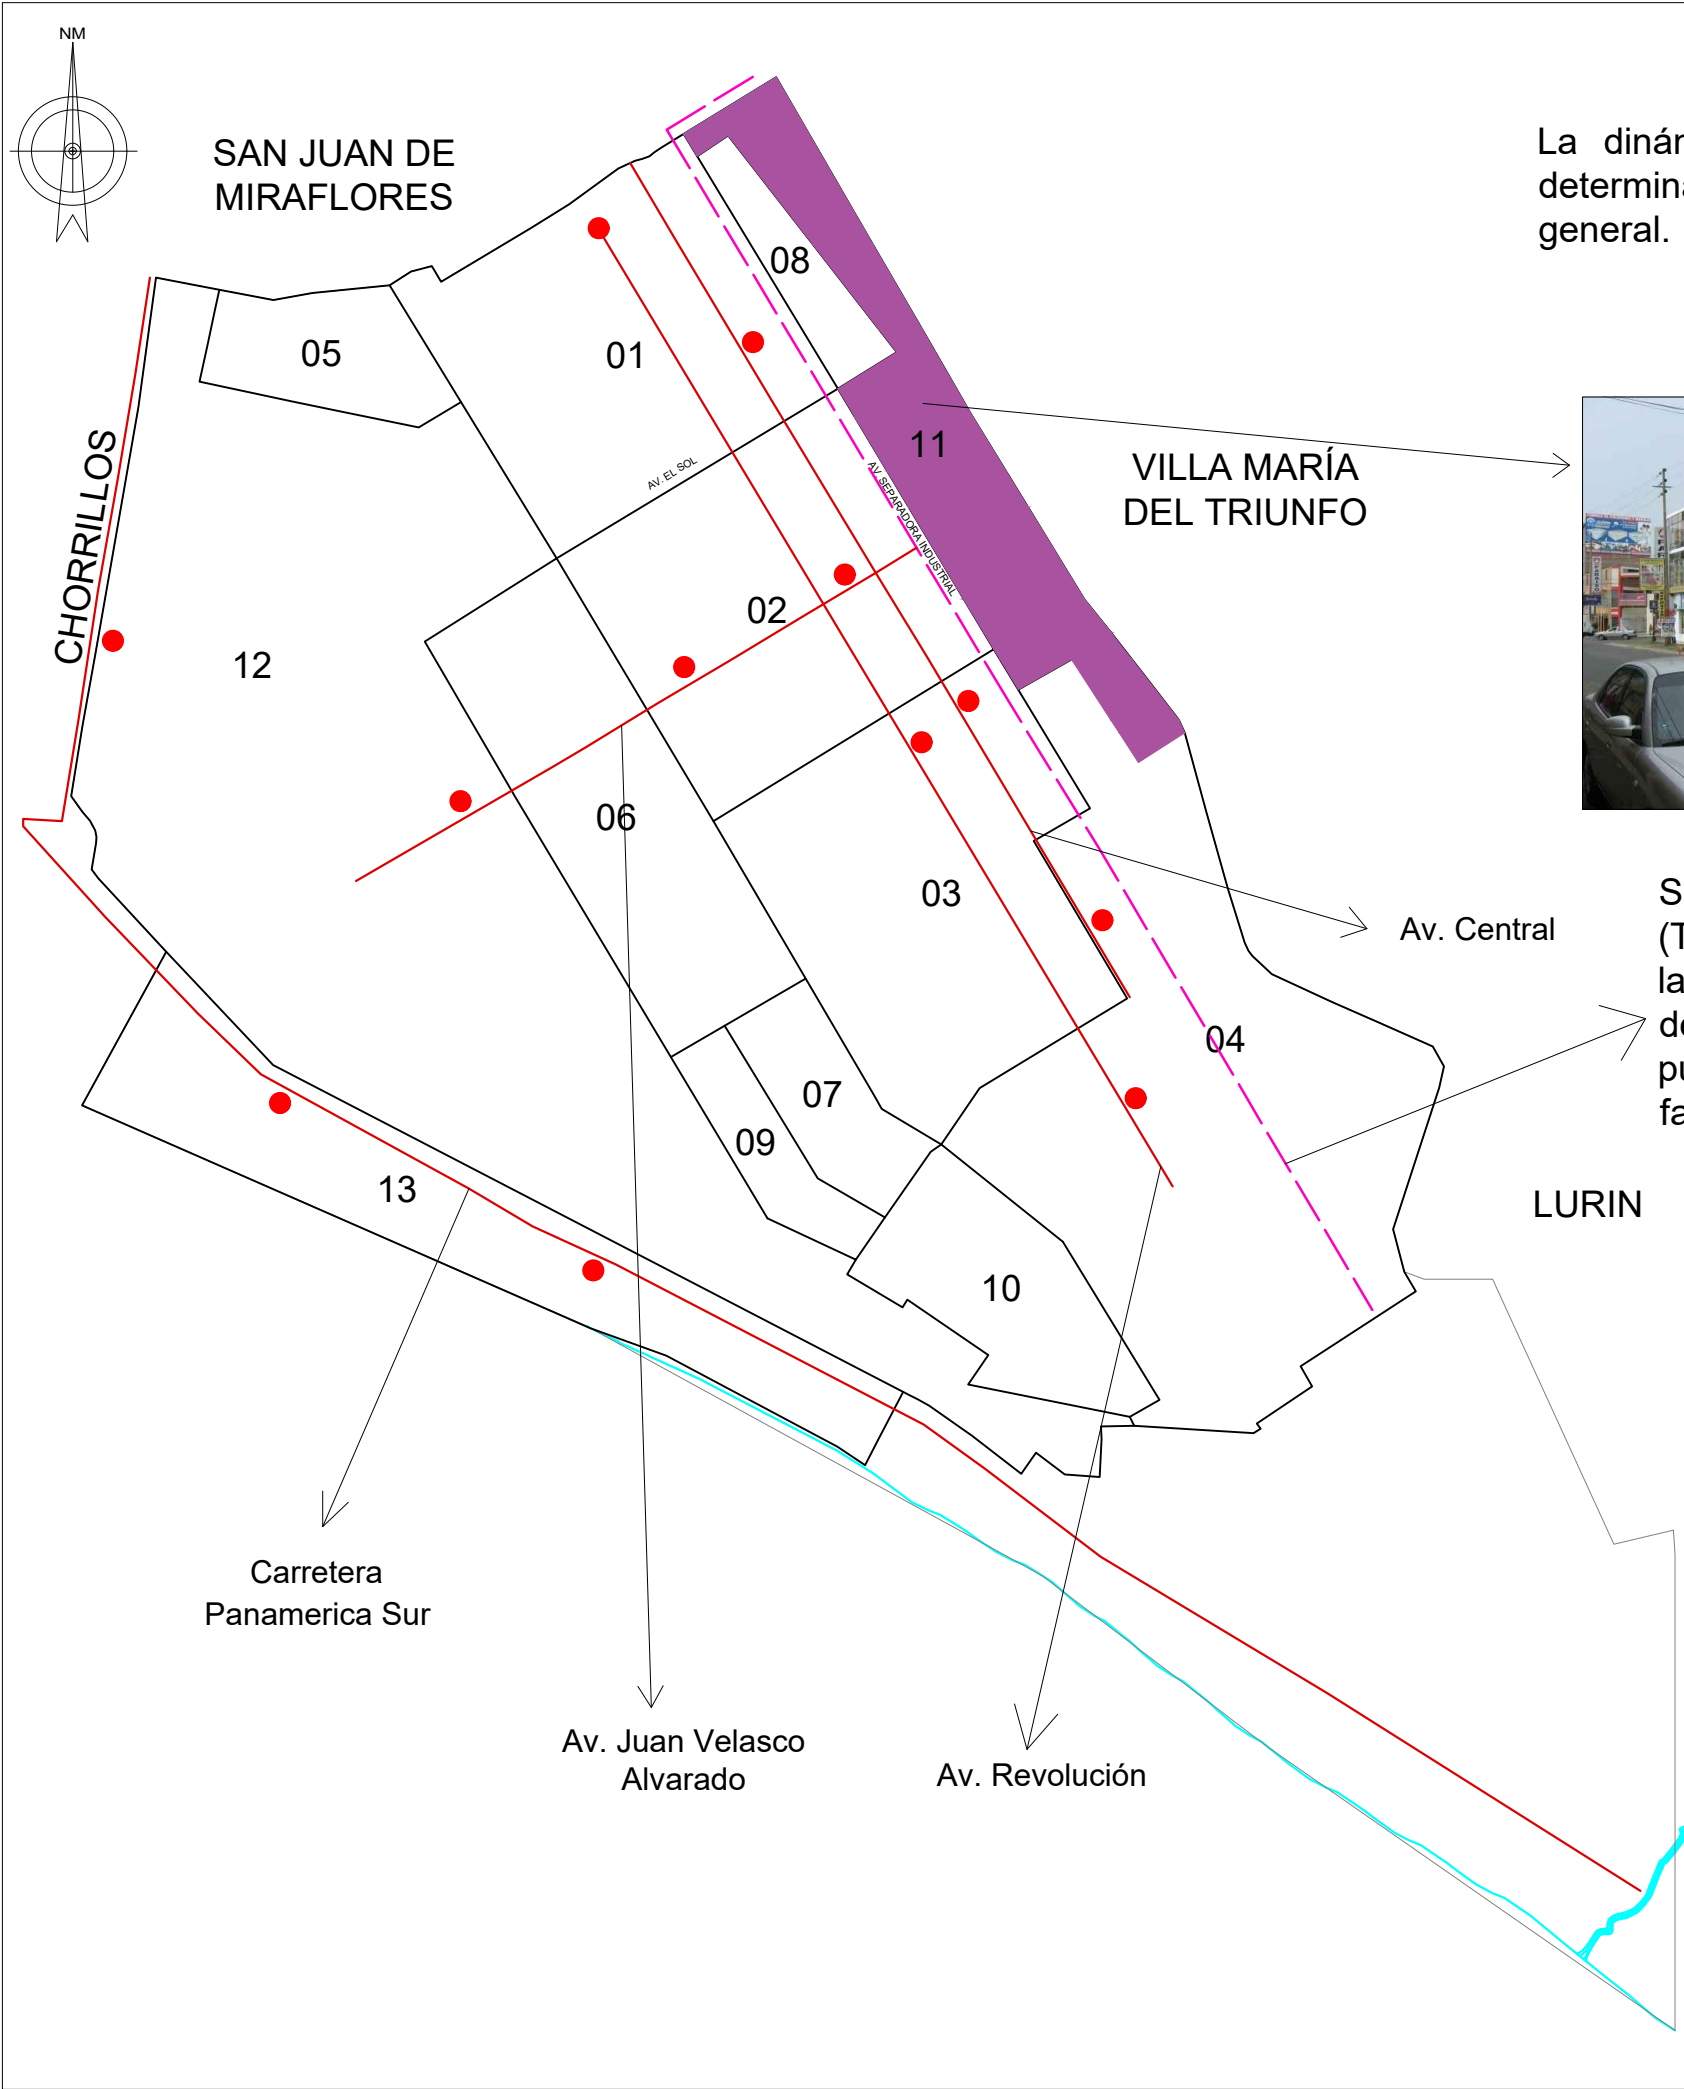 NM
SAN JUAN DE
MIRAFLORES
La
determina
general.
08
05
01
CHORRILLOS
11
VILLA MARÍA
DEL TRIUNFO
AV. EL SOL
AV. SEPARADORA INDUSTRIAL
02
12
06
03
Av. Central
04
07
09
13
LURIN
10
Carretera
Panamerica Sur
Av. Juan Velasco
Alvarado
Av. Revolución